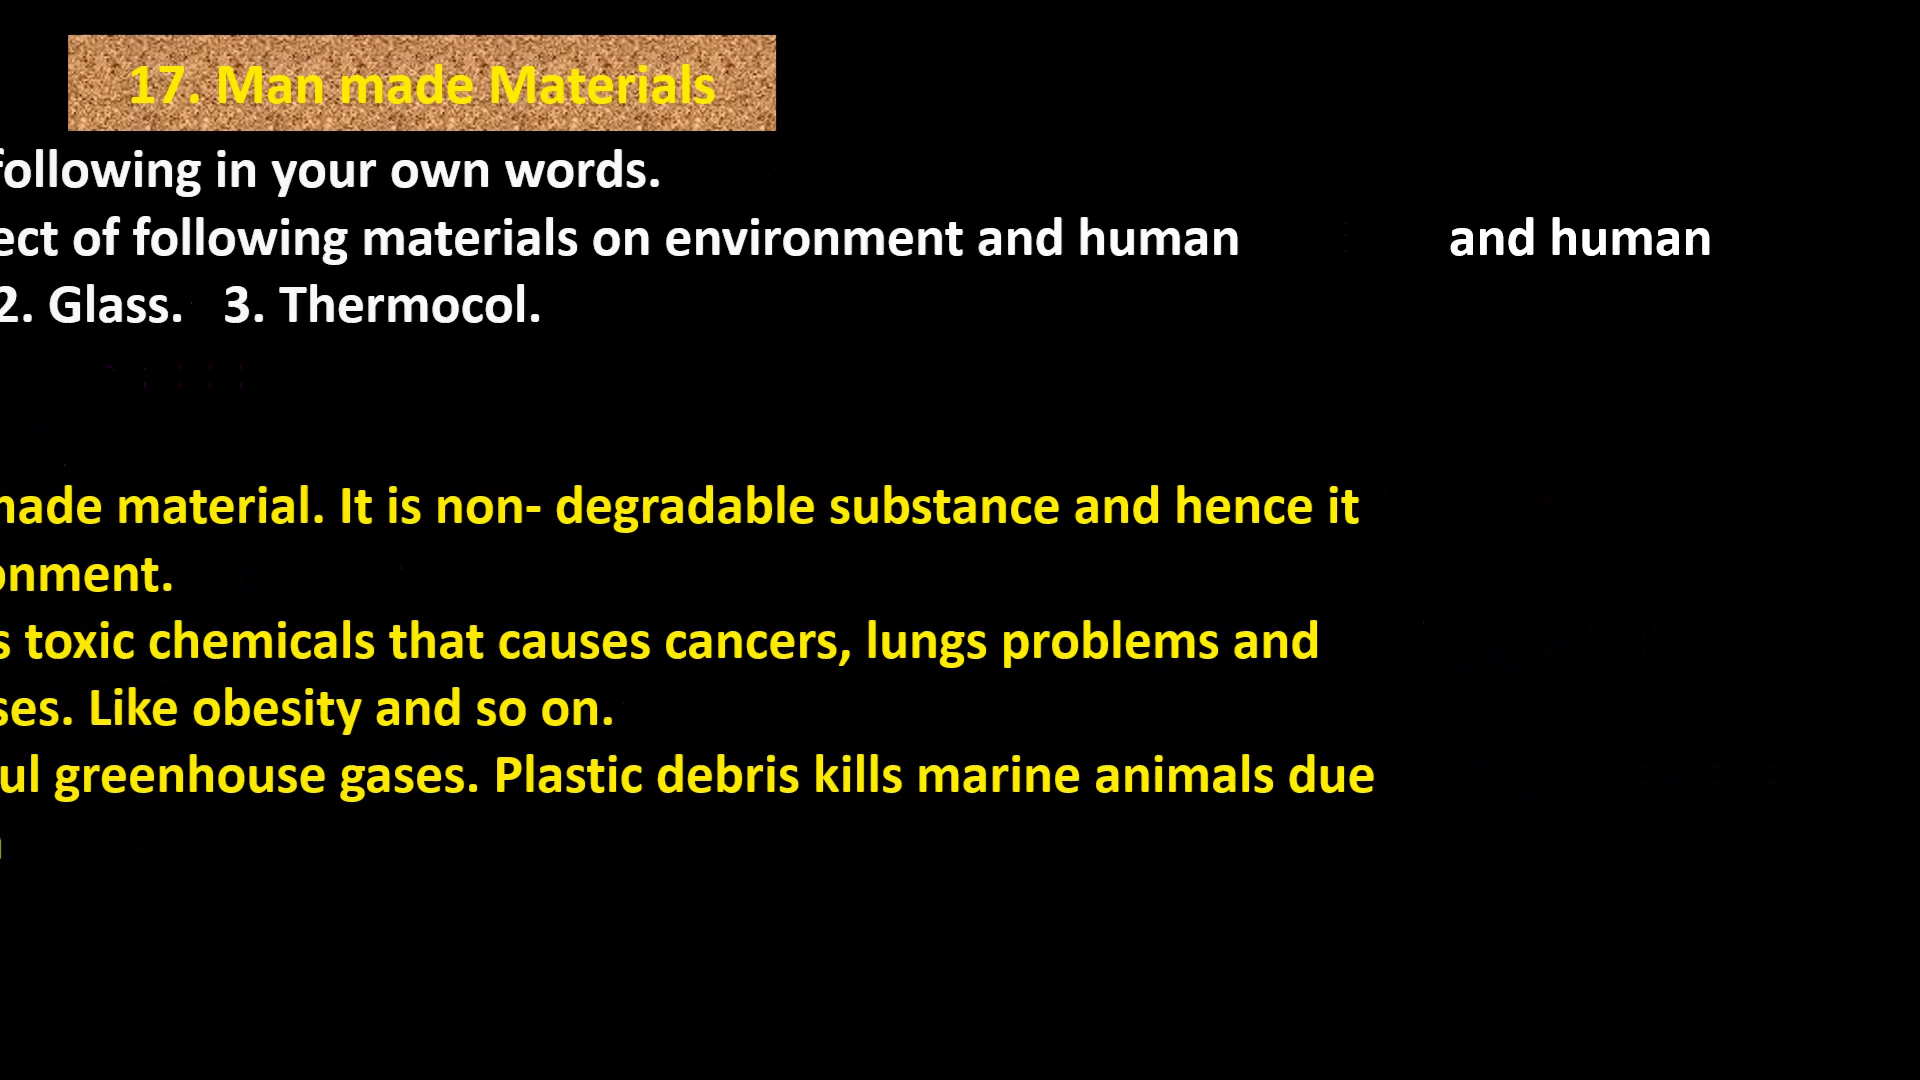 17. Man made Materials
following in your own words.
ect of following materials on environment and human and human
2. Glass. 3. Thermocol.
made material. It is non- degradable substance and hence it
onment.
s toxic chemicals that causes cancers, lungs problems and
ses. Like obesity and so on.
ul greenhouse gases. Plastic debris kills marine animals due